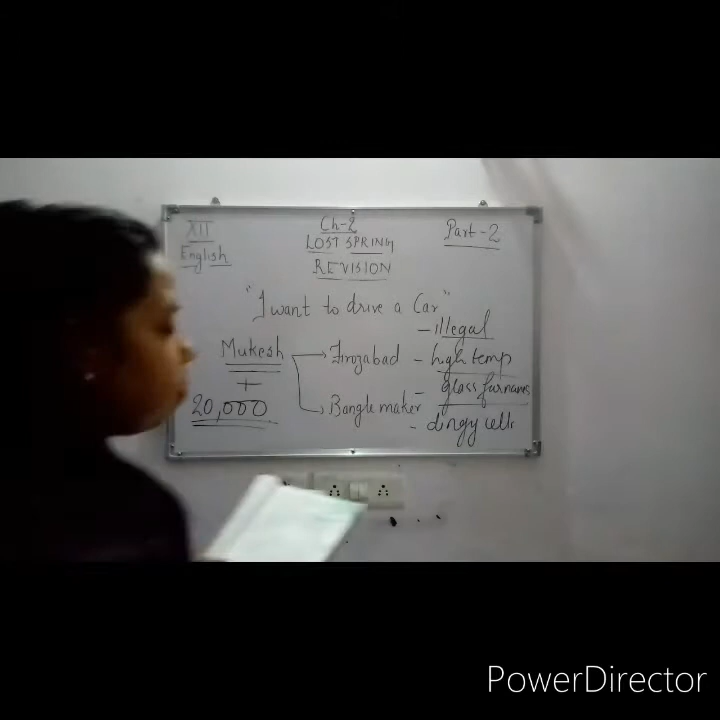 XII
English
Ch-2
LOST SPRING
REVISION
Part-2
"I want to drive a Car"
Mukesh
+
20,000
Firozabad
Bangle maker
- illegal
- high temp
- glass furnaces
- dingy cells
PowerDirector